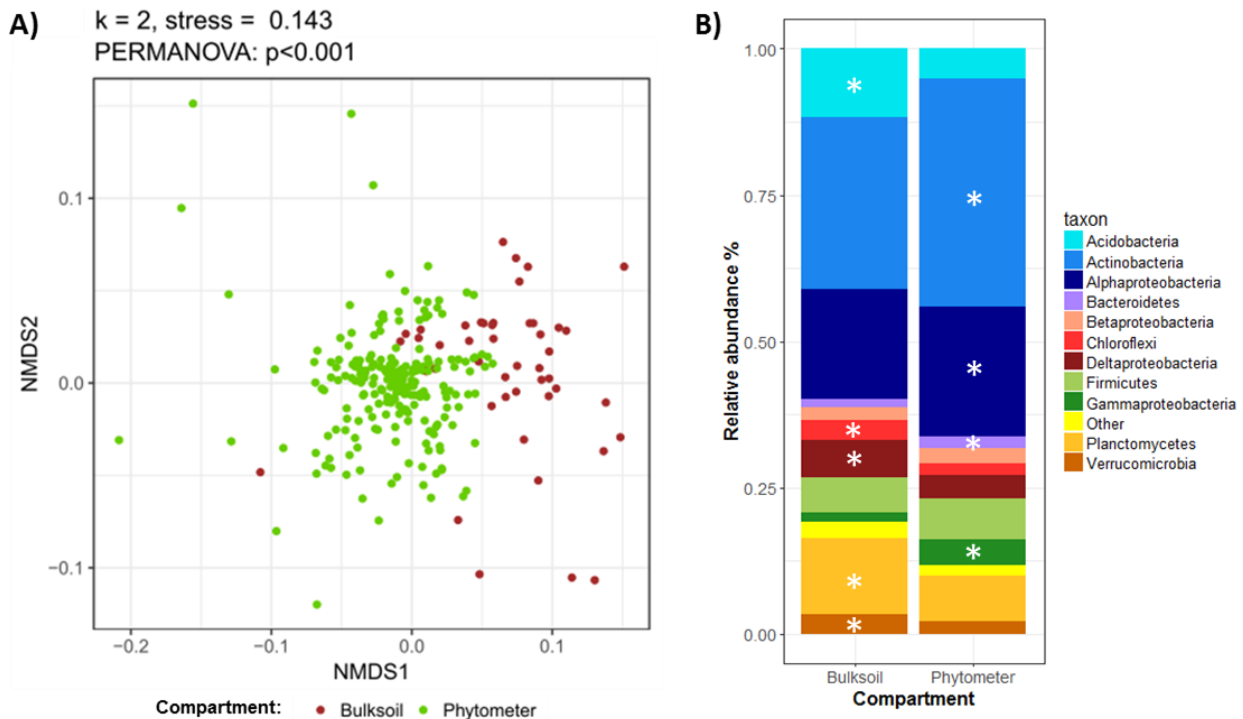 A)
k = 2, stress = 0.143
PERMANOVA: p<0.001
NMDS2
0.1
0.0
−0.1
−0.2
−0.1
0.0
0.1
NMDS1
Compartment: Bulksoil Phytometer
B)
Relative abundance %
1.00
0.75
0.50
0.25
0.00
*
*
*
*
*
*
*
*
*
Bulksoil Phytometer
Compartment
taxon
Acidobacteria
Actinobacteria
Alphaproteobacteria
Bacteroidetes
Betaproteobacteria
Chloroflexi
Deltaproteobacteria
Firmicutes
Gammaproteobacteria
Other
Planctomycetes
Verrucomicrobia